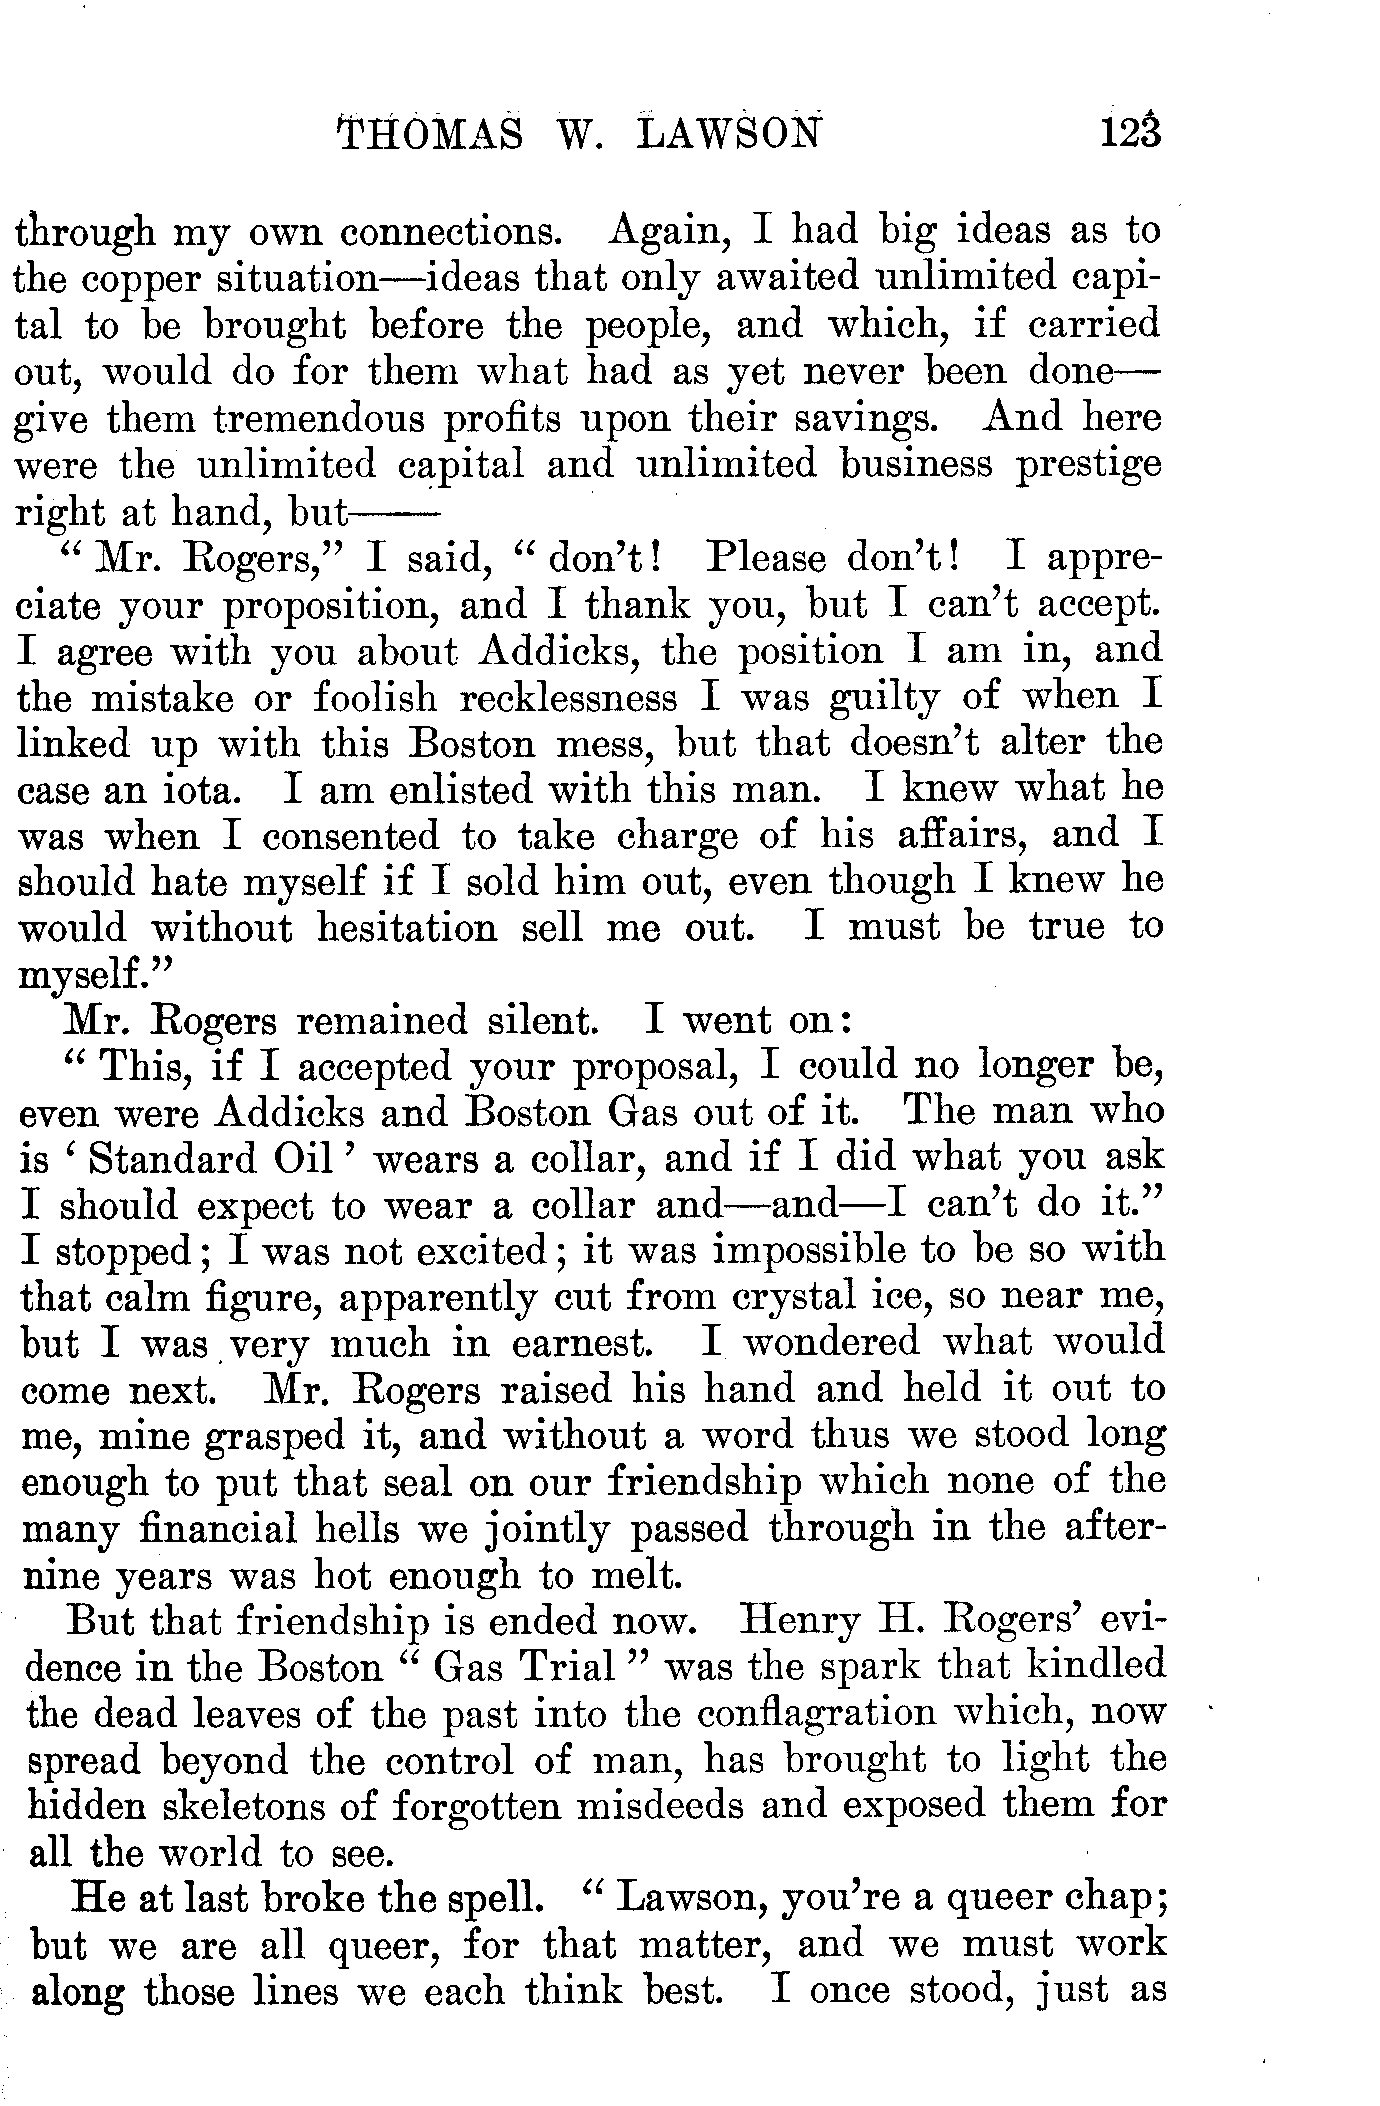 THOMAS W. LAWSON 123
through my own connections. Again, I had big ideas as to
the copper situation—ideas that only awaited unlimited capi-
tal to be brought before the people, and which, if carried
out, would do for them what had as yet never been done—
give them tremendous profits upon their savings. And here
were the unlimited capital and unlimited business prestige
right at hand, but——
“ Mr. Rogers,” I said, “ don’t! Please don’t! I appre-
ciate your proposition, and I thank you, but I can’t accept.
I agree with you about Addicks, the position I am in, and
the mistake or foolish recklessness I was guilty of when I
linked up with this Boston mess, but that doesn’t alter the
case an iota. I am enlisted with this man. I knew what he
was when I consented to take charge of his affairs, and I
should hate myself if I sold him out, even though I knew he
would without hesitation sell me out. I must be true to
myself.”
Mr. Rogers remained silent. I went on:
“ This, if I accepted your proposal, I could no longer be,
even were Addicks and Boston Gas out of it. The man who
is ‘ Standard Oil ’ wears a collar, and if I did what you ask
I should expect to wear a collar and—and—I can’t do it.”
I stopped; I was not excited; it was impossible to be so with
that calm figure, apparently cut from crystal ice, so near me,
but I was very much in earnest. I wondered what would
come next. Mr. Rogers raised his hand and held it out to
me, mine grasped it, and without a word thus we stood long
enough to put that seal on our friendship which none of the
many financial hells we jointly passed through in the after-
nine years was hot enough to melt.
But that friendship is ended now. Henry H. Rogers’ evi-
dence in the Boston “ Gas Trial ” was the spark that kindled
the dead leaves of the past into the conflagration which, now
spread beyond the control of man, has brought to light the
hidden skeletons of forgotten misdeeds and exposed them for
all the world to see.
He at last broke the spell. “ Lawson, you’re a queer chap;
but we are all queer, for that matter, and we must work
along those lines we each think best. I once stood, just as